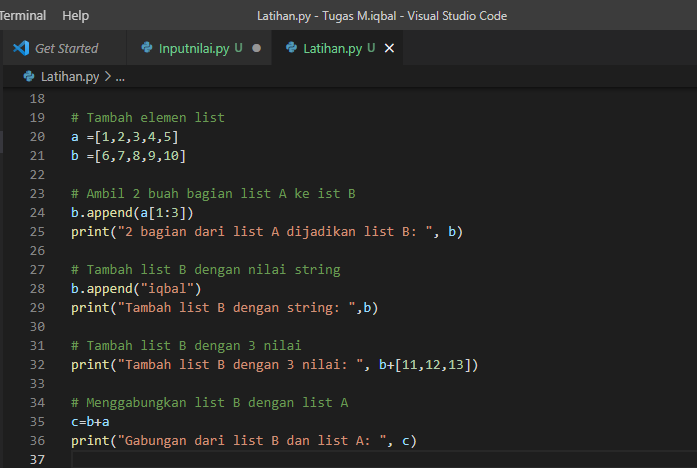 Terminal Help Latihan.py - Tugas M.iqbal - Visual Studio Code
Get Started Inputnilai.py U Latihan.py U
Latihan.py > ...
18
19 # Tambah elemen list
20 a =[1,2,3,4,5]
21 b =[6,7,8,9,10]
22
23 # Ambil 2 buah bagian list A ke ist B
24 b.append(a[1:3])
25 print("2 bagian dari list A dijadikan list B: ", b)
26
27 # Tambah list B dengan nilai string
28 b.append("iqbal")
29 print("Tambah list B dengan string: ",b)
30
31 # Tambah list B dengan 3 nilai
32 print("Tambah list B dengan 3 nilai: ", b+[11,12,13])
33
34 # Menggabungkan list B dengan list A
35 c=b+a
36 print("Gabungan dari list B dan list A: ", c)
37